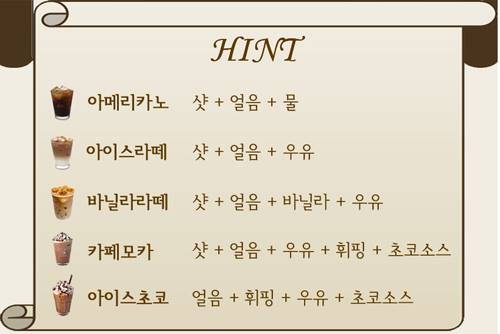 HINT
아메리카노 샷 + 얼음 + 물
아이스라떼 샷 + 얼음 + 우유
바닐라라떼 샷 + 얼음 + 바닐라 + 우유
카페모카 샷 + 얼음 + 우유 + 휘핑 + 초코소스
아이스초코 얼음 + 휘핑 + 우유 + 초코소스